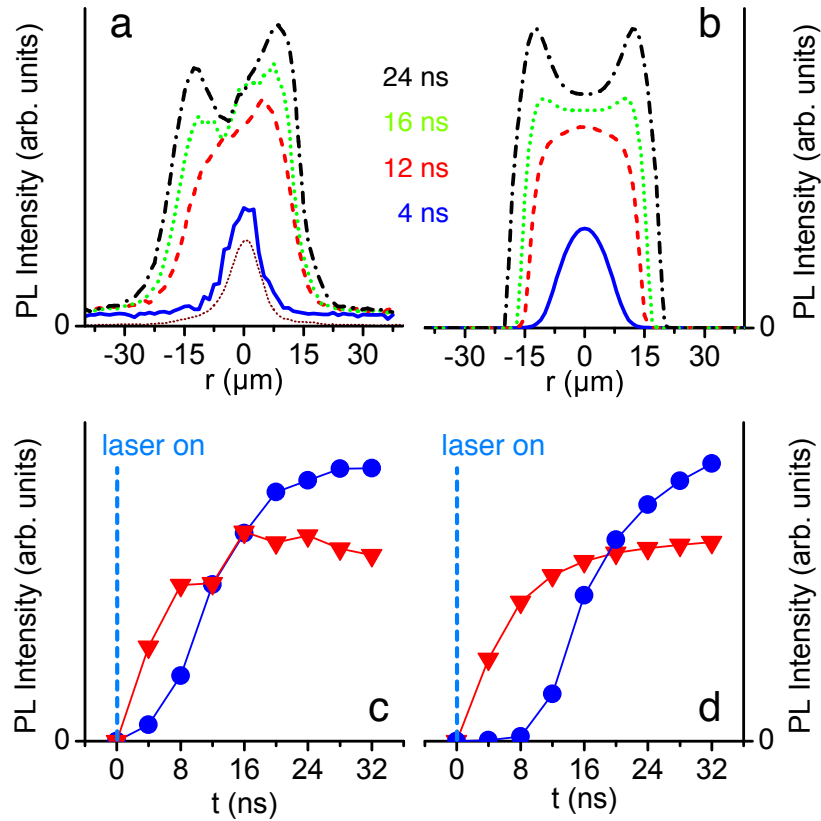 a
b
PL Intensity (arb. units)
24 ns
16 ns
12 ns
4 ns
PL Intensity (arb. units)
0
0
-30 -15 0 15 30
-30 -15 0 15 30
r (µm)
r (µm)
laser on
laser on
PL Intensity (arb. units)
PL Intensity (arb. units)
c
d
0
0
0 8 16 24 32
0 8 16 24 32
t (ns)
t (ns)